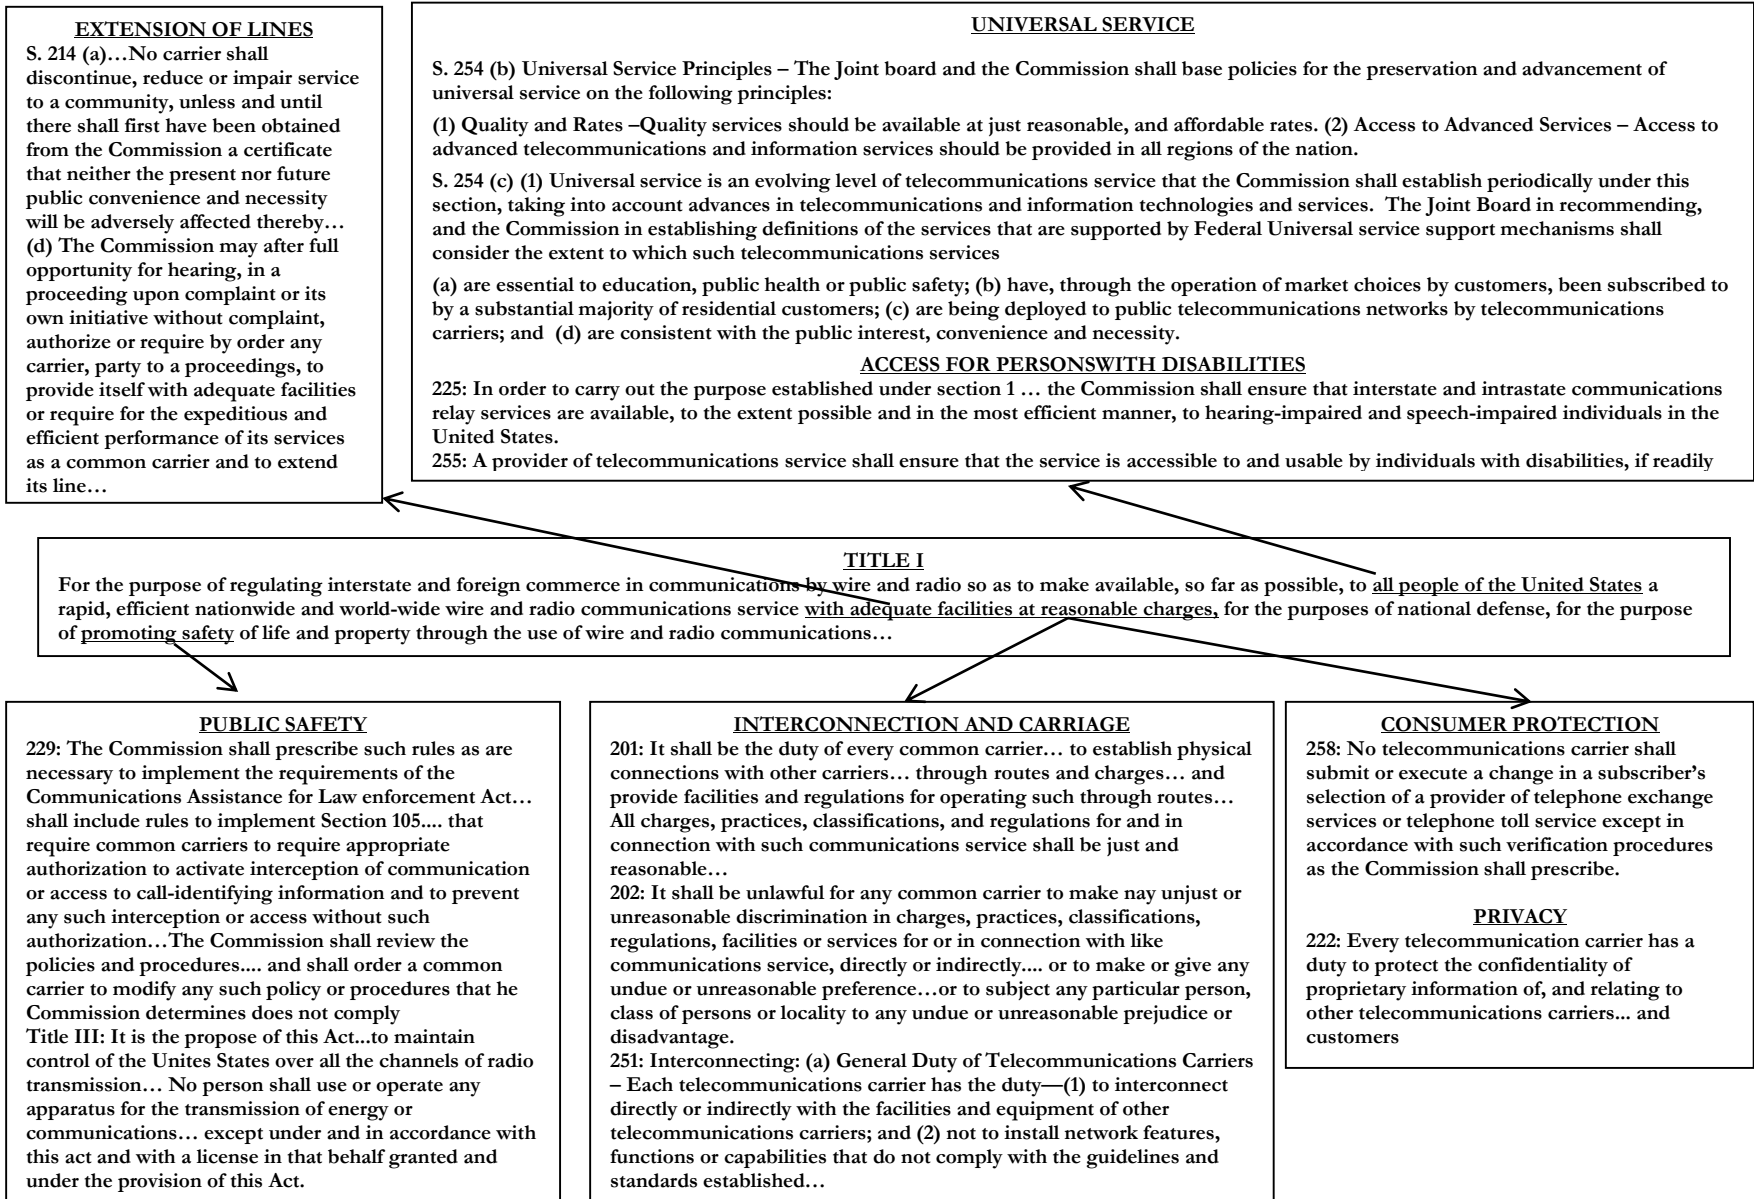 EXTENSION OF LINES
S. 214 (a)…No carrier shall
discontinue, reduce or impair service
to a community, unless and until
there shall first have been obtained
from the Commission a certificate
that neither the present nor future
public convenience and necessity
will be adversely affected thereby…
(d) The Commission may after full
opportunity for hearing, in a
proceeding upon complaint or its
own initiative without complaint,
authorize or require by order any
carrier, party to a proceedings, to
provide itself with adequate facilities
or require for the expeditious and
efficient performance of its services
as a common carrier and to extend
its line…
UNIVERSAL SERVICE
S. 254 (b) Universal Service Principles – The Joint board and the Commission shall base policies for the preservation and advancement of
universal service on the following principles:
(1) Quality and Rates –Quality services should be available at just reasonable, and affordable rates. (2) Access to Advanced Services – Access to
advanced telecommunications and information services should be provided in all regions of the nation.
S. 254 (c) (1) Universal service is an evolving level of telecommunications service that the Commission shall establish periodically under this
section, taking into account advances in telecommunications and information technologies and services.  The Joint Board in recommending,
and the Commission in establishing definitions of the services that are supported by Federal Universal service support mechanisms shall
consider the extent to which such telecommunications services
(a) are essential to education, public health or public safety; (b) have, through the operation of market choices by customers, been subscribed to
by a substantial majority of residential customers; (c) are being deployed to public telecommunications networks by telecommunications
carriers; and  (d) are consistent with the public interest, convenience and necessity.
ACCESS FOR PERSONSWITH DISABILITIES
225: In order to carry out the purpose established under section 1 … the Commission shall ensure that interstate and intrastate communications
relay services are available, to the extent possible and in the most efficient manner, to hearing-impaired and speech-impaired individuals in the
United States.
255: A provider of telecommunications service shall ensure that the service is accessible to and usable by individuals with disabilities, if readily
TITLE I
For the purpose of regulating interstate and foreign commerce in communications by wire and radio so as to make available, so far as possible, to all people of the United States a
rapid, efficient nationwide and world-wide wire and radio communications service with adequate facilities at reasonable charges, for the purposes of national defense, for the purpose
of promoting safety of life and property through the use of wire and radio communications…
PUBLIC SAFETY
229: The Commission shall prescribe such rules as are
necessary to implement the requirements of the
Communications Assistance for Law enforcement Act…
shall include rules to implement Section 105.... that
require common carriers to require appropriate
authorization to activate interception of communication
or access to call-identifying information and to prevent
any such interception or access without such
authorization…The Commission shall review the
policies and procedures.... and shall order a common
carrier to modify any such policy or procedures that he
Commission determines does not comply
Title III: It is the propose of this Act...to maintain
control of the Unites States over all the channels of radio
transmission… No person shall use or operate any
apparatus for the transmission of energy or
communications… except under and in accordance with
this act and with a license in that behalf granted and
under the provision of this Act.
INTERCONNECTION AND CARRIAGE
201: It shall be the duty of every common carrier… to establish physical
connections with other carriers… through routes and charges… and
provide facilities and regulations for operating such through routes…
All charges, practices, classifications, and regulations for and in
connection with such communications service shall be just and
reasonable…
202: It shall be unlawful for any common carrier to make nay unjust or
unreasonable discrimination in charges, practices, classifications,
regulations, facilities or services for or in connection with like
communications service, directly or indirectly.... or to make or give any
undue or unreasonable preference…or to subject any particular person,
class of persons or locality to any undue or unreasonable prejudice or
disadvantage.
251: Interconnecting: (a) General Duty of Telecommunications Carriers
– Each telecommunications carrier has the duty—(1) to interconnect
directly or indirectly with the facilities and equipment of other
telecommunications carriers; and (2) not to install network features,
functions or capabilities that do not comply with the guidelines and
standards established…
CONSUMER PROTECTION
258: No telecommunications carrier shall
submit or execute a change in a subscriber’s
selection of a provider of telephone exchange
services or telephone toll service except in
accordance with such verification procedures
as the Commission shall prescribe.
PRIVACY
222: Every telecommunication carrier has a
duty to protect the confidentiality of
proprietary information of, and relating to
other telecommunications carriers... and
customers